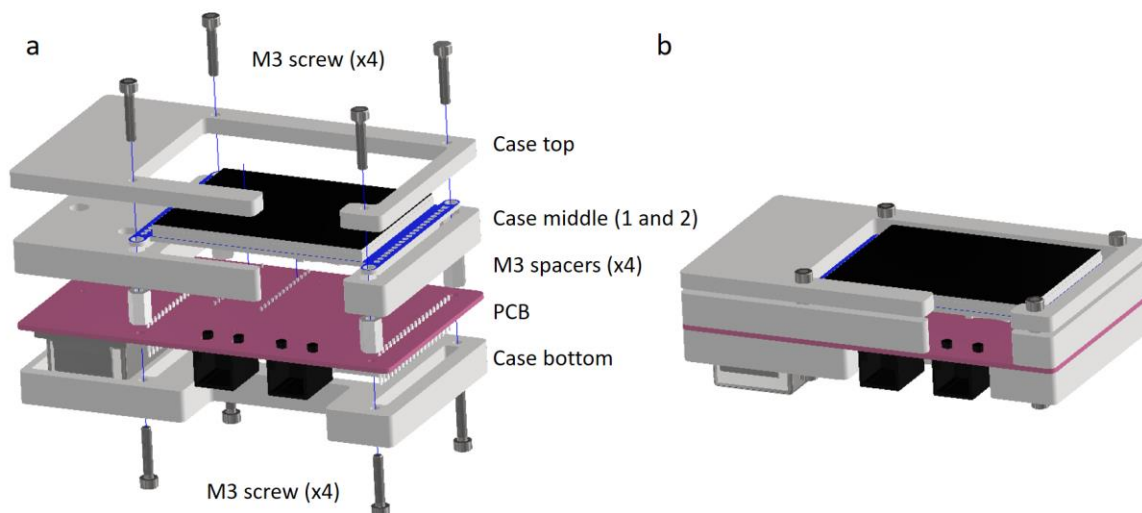 a
M3 screw (x4)
b
Case top
Case middle (1 and 2)
M3 spacers (x4)
PCB
Case bottom
M3 screw (x4)